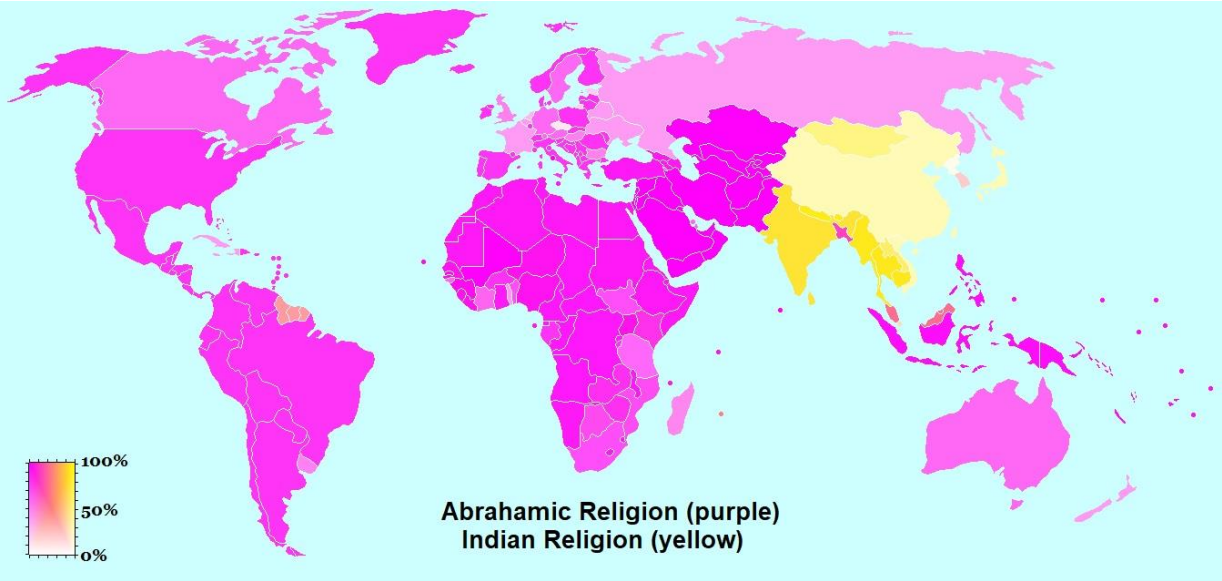 100%
50%
0%
Abrahamic Religion (purple)
Indian Religion (yellow)